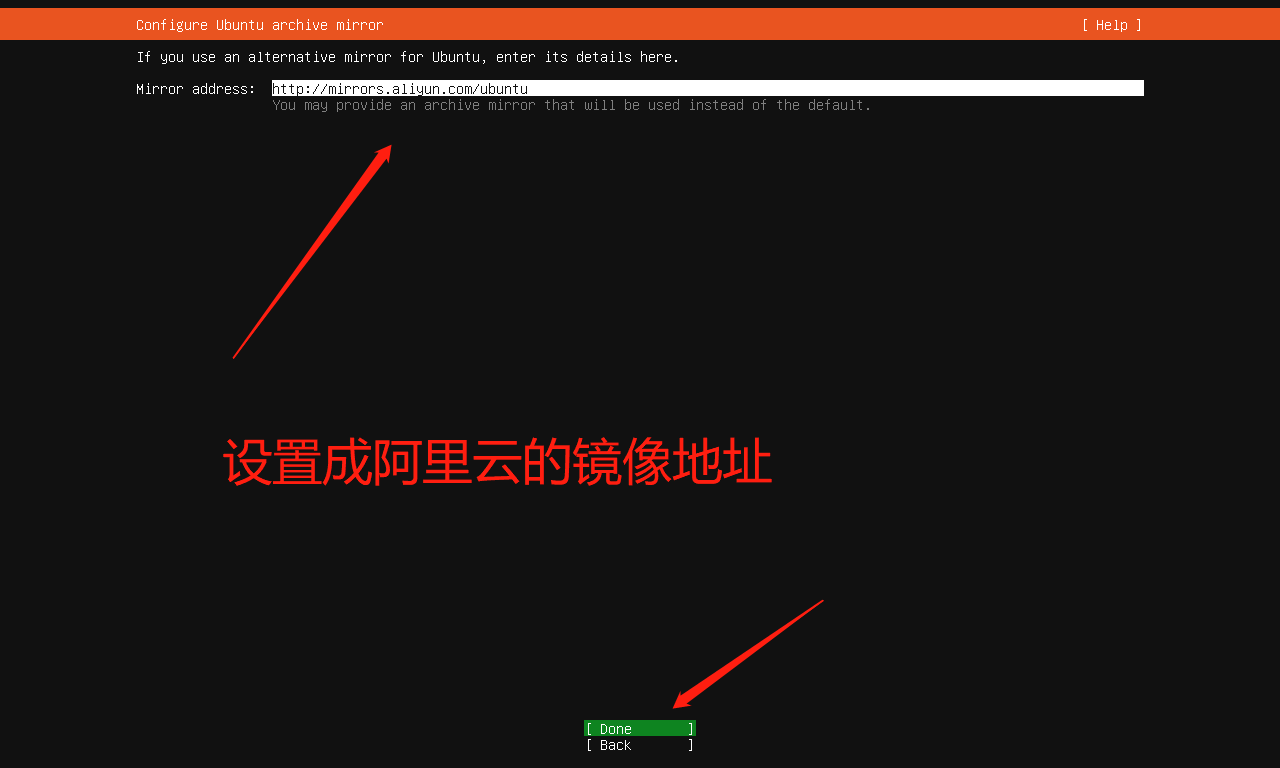 Configure Ubuntu archive mirror [ Help ]
If you use an alternative mirror for Ubuntu, enter its details here.
Mirror address: http://mirrors.aliyun.com/ubuntu
You may provide an archive mirror that will be used instead of the default.
设置成阿里云的镜像地址
[ Done ]
[ Back ]